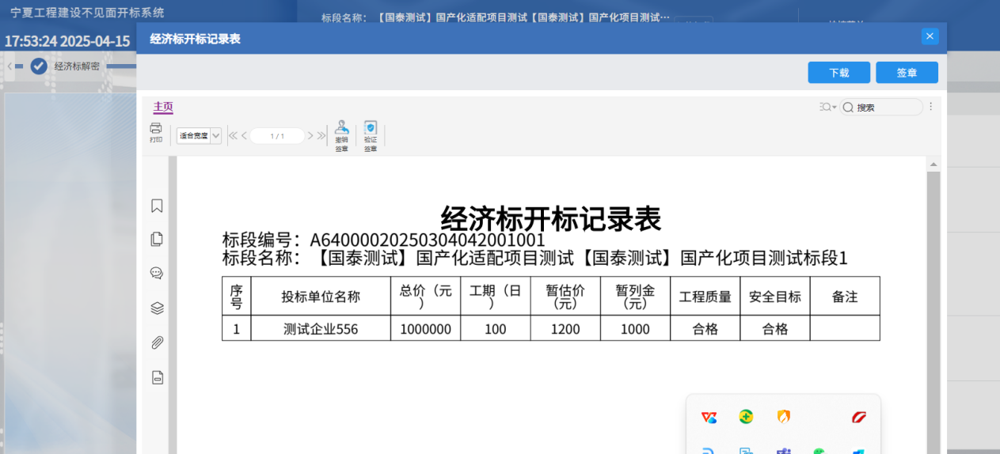 宁夏工程建设不见面开标系统
标段名称： 【国泰测试】国产化适配项目测试【国泰测试】国产化项目测试…
17:53:24 2025-04-15
经济标解密
经济标开标记录表
下载
签章
主页
搜索
打印
适合宽度
1 / 1
撤销
签章
验证
签章
经济标开标记录表
标段编号：A64000020250304042001001
标段名称：【国泰测试】国产化适配项目测试【国泰测试】国产化项目测试标段1
序号 投标单位名称 总价（元） 工期（日） 暂估价（元） 暂列金（元） 工程质量 安全目标 备注
1 测试企业556 1000000 100 1200 1000 合格 合格